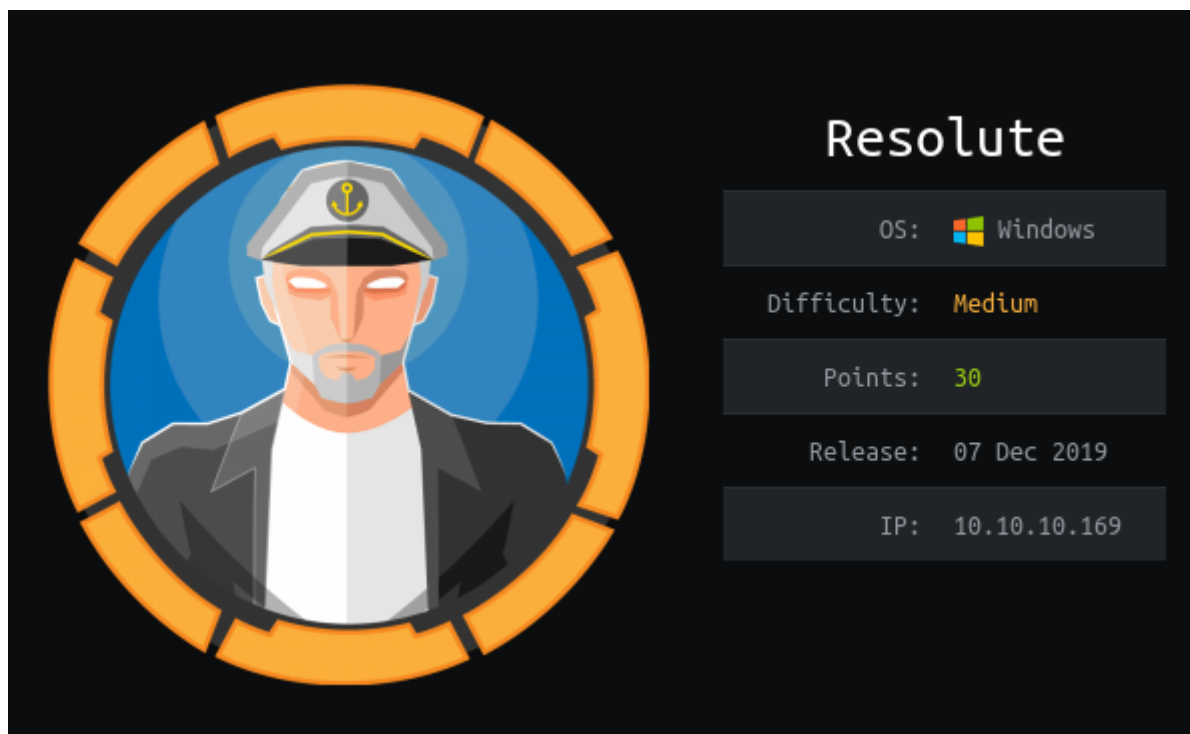 Resolute
OS: Windows
Difficulty: Medium
Points: 30
Release: 07 Dec 2019
IP: 10.10.10.169